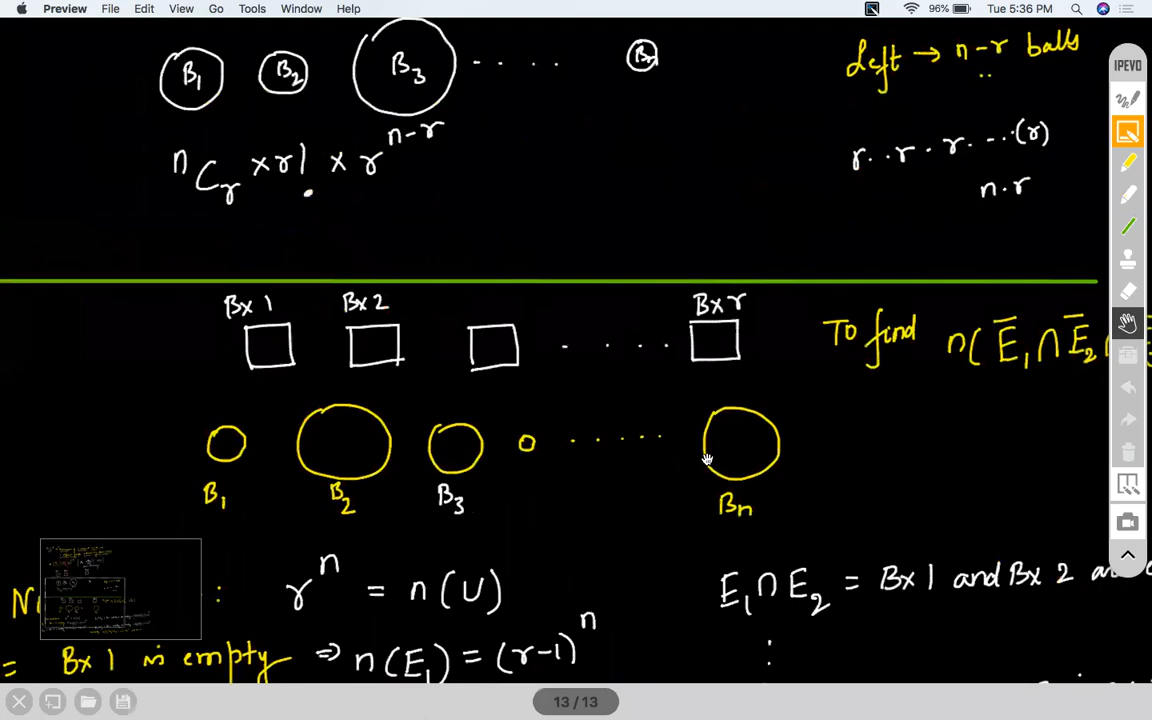 Preview File Edit View Tools Window Help 96% Tue 5:36 PM
B₁ B₂ B₃ ..... Bₙ
Left → n-r balls
IPEVO
ⁿCᵣ × r! × r^(n-r)
r.. r. r. ...(r)
n.r
Bx 1 Bx 2 Bx r
..... To find n( Ē₁ ∩ Ē₂ ∩
.....
B₁ B₂ B₃ Bₙ
: rⁿ = n(U)
E₁∩E₂ = Bx 1 and Bx 2
= Bx 1 is empty ⇒ n(E₁) = (r-1)ⁿ
:
13 / 13